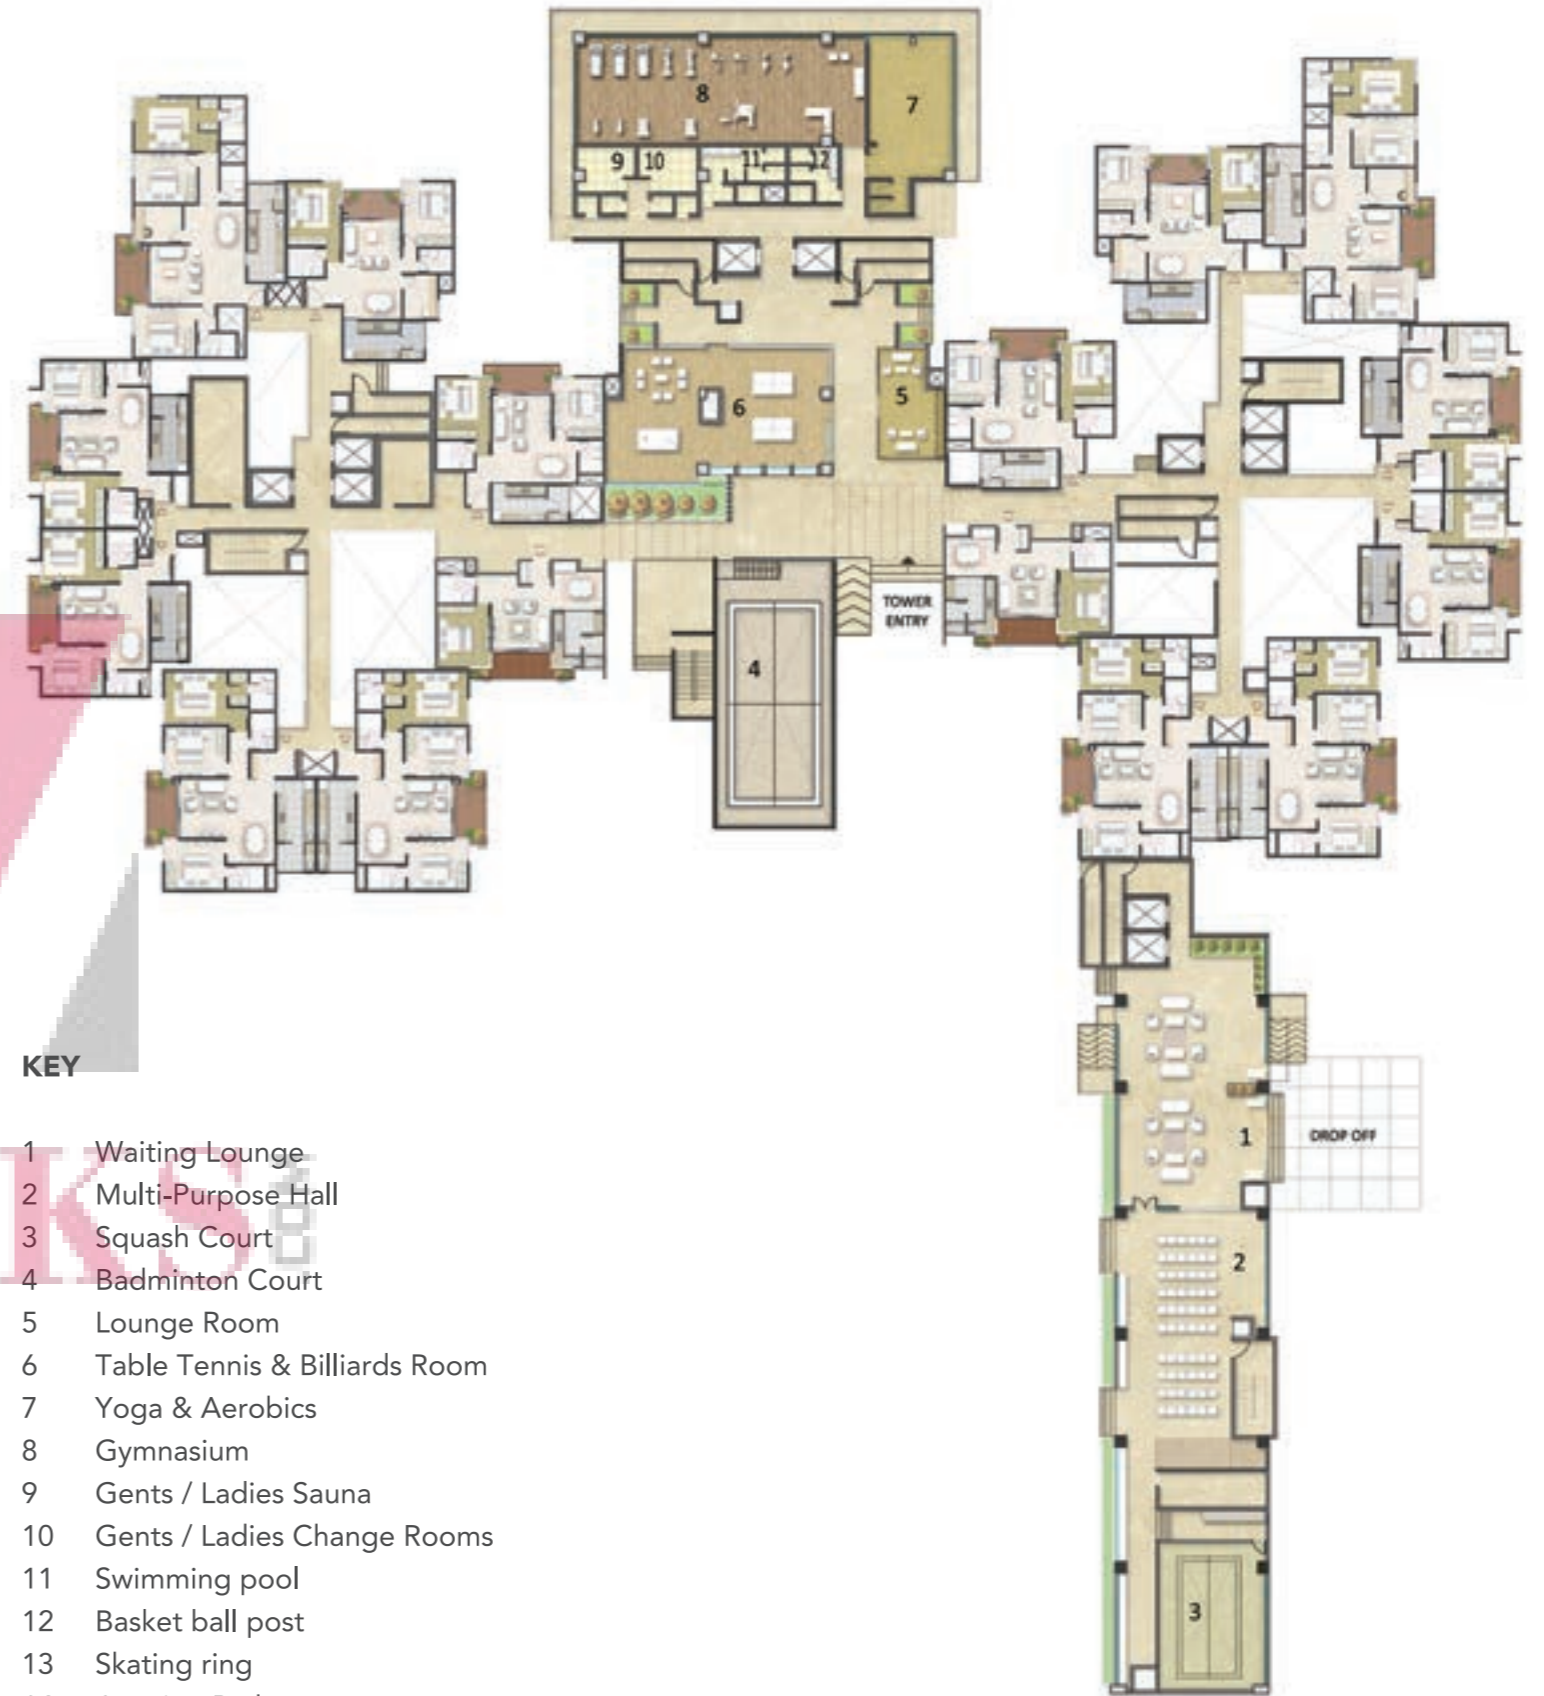 8
7
9
10
11
12
5
6
TOWER
ENTRY
4
KEY
1 Waiting Lounge
2 Multi-Purpose Hall
3 Squash Court
4 Badminton Court
5 Lounge Room
6 Table Tennis & Billiards Room
7 Yoga & Aerobics
8 Gymnasium
9 Gents / Ladies Sauna
10 Gents / Ladies Change Rooms
11 Swimming pool
12 Basket ball post
13 Skating ring
KS
.COM
1
DROP OFF
2
3